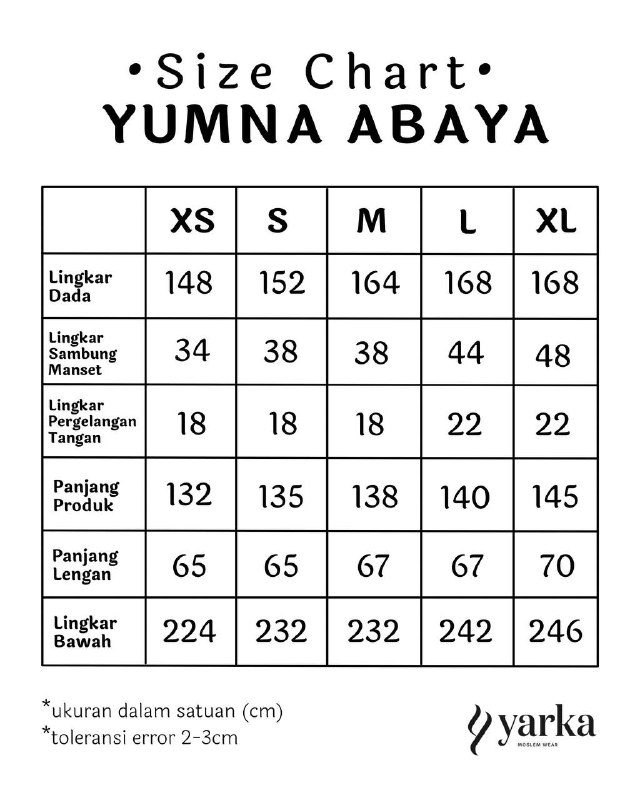 •Size Chart•
YUMNA ABAYA
XS S M L XL
Lingkar
Dada
148 152 164 168 168
Lingkar
Sambung
Manset
34 38 38 44 48
Lingkar
Pergelangan
Tangan
18 18 18 22 22
Panjang
Produk
132 135 138 140 145
Panjang
Lengan
65 65 67 67 70
Lingkar
Bawah
224 232 232 242 246
*ukuran dalam satuan (cm)
*toleransi error 2-3cm
yarka
MOSLEM WEAR